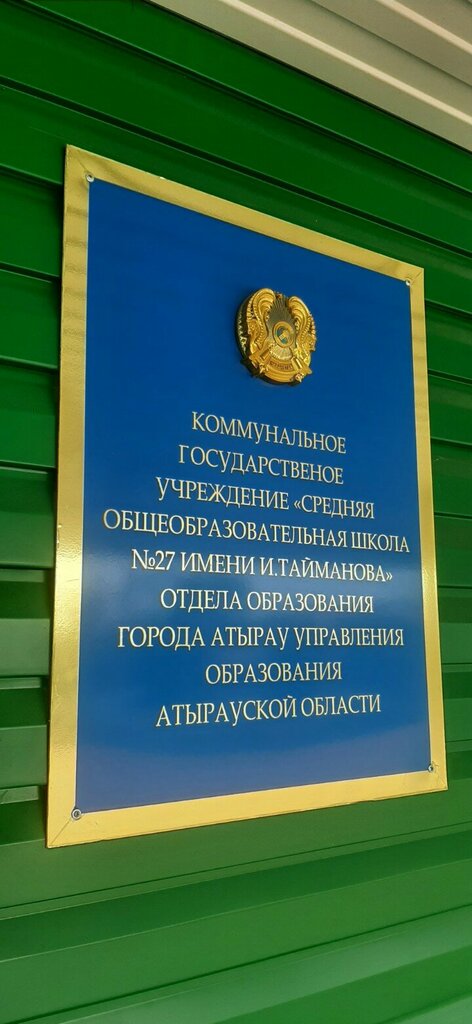 КОММУНАЛЬНОЕ
ГОСУДАРСТВЕНОЕ
УЧРЕЖДЕНИЕ «СРЕДНЯЯ
ОБЩЕОБРАЗОВАТЕЛЬНАЯ ШКОЛА
№27 ИМЕНИ И.ТАЙМАНОВА»
ОТДЕЛА ОБРАЗОВАНИЯ
ГОРОДА АТЫРАУ УПРАВЛЕНИЯ
ОБРАЗОВАНИЯ
АТЫРАУСКОЙ ОБЛАСТИ